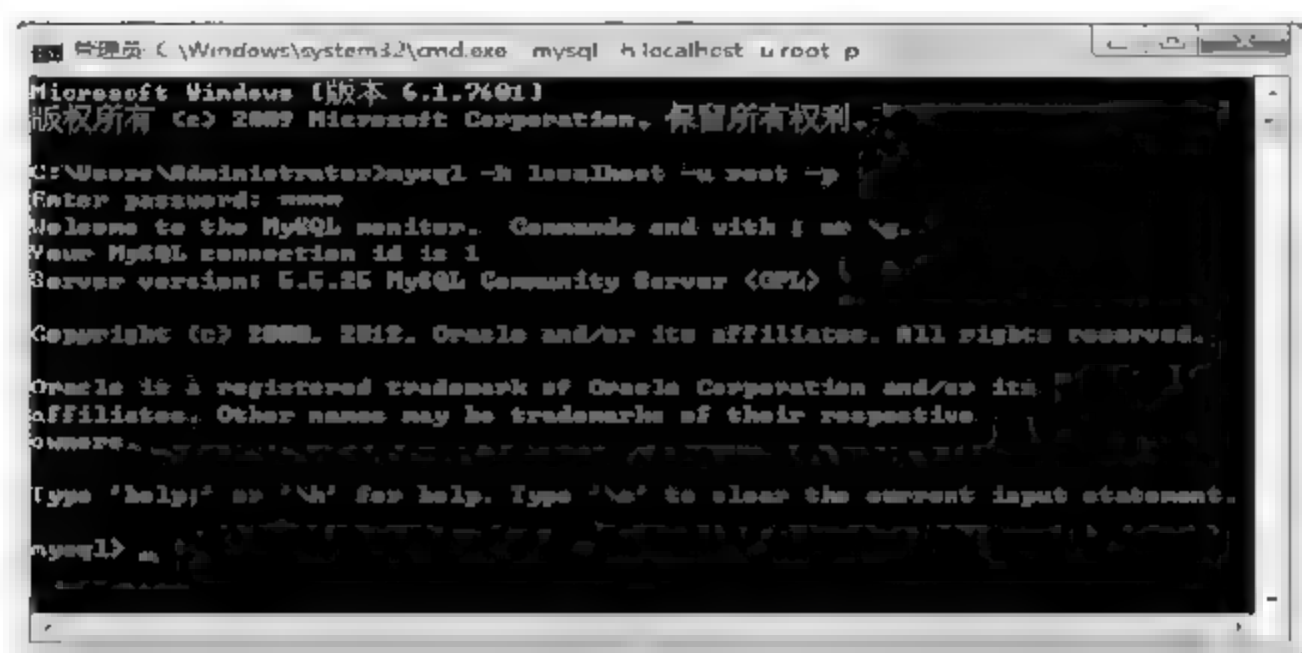 管理员: C:\Windows\system32\cmd.exe - mysql -h localhost -u root -p
Microsoft Windows [版本 6.1.7601]
版权所有 (c) 2009 Microsoft Corporation。保留所有权利。
C:\Users\Administrator>mysql -h localhost -u root -p
Enter password: ****
Welcome to the MySQL monitor.  Commands end with ; or \g.
Your MySQL connection id is 1
Server version: 5.5.25 MySQL Community Server (GPL)
Copyright (c) 2000, 2012, Oracle and/or its affiliates. All rights reserved.
Oracle is a registered trademark of Oracle Corporation and/or its
affiliates. Other names may be trademarks of their respective
owners.
Type 'help;' or '\h' for help. Type '\c' to clear the current input statement.
mysql> _